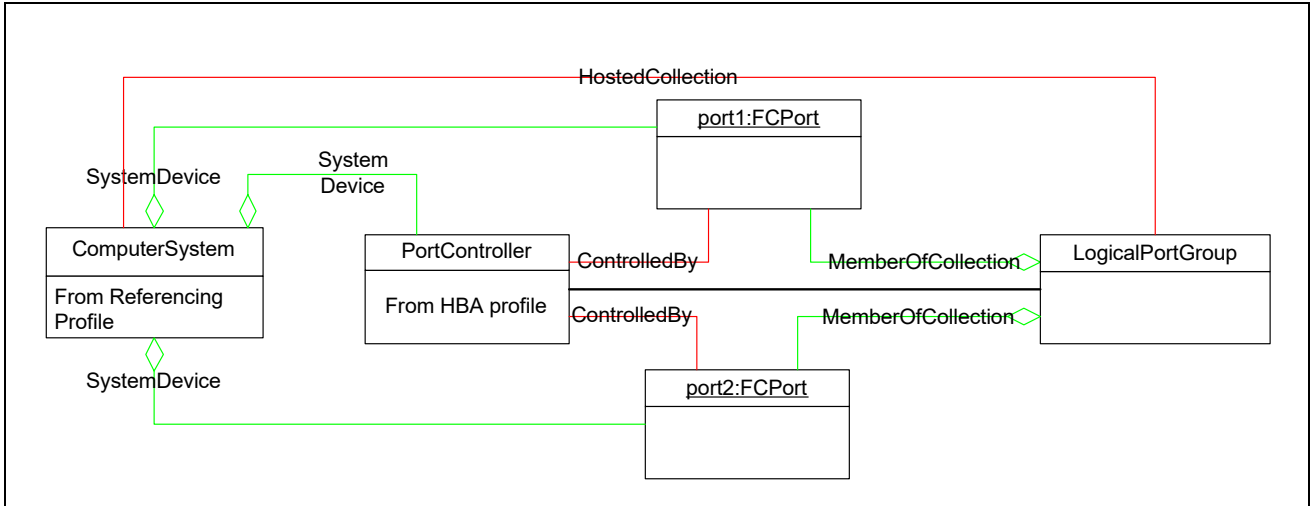 HostedCollection
port1:FCPort
System
Device
SystemDevice
ComputerSystem
From Referencing
Profile
PortController
From HBA profile
ControlledBy
MemberOfCollection
LogicalPortGroup
ControlledBy
MemberOfCollection
SystemDevice
port2:FCPort